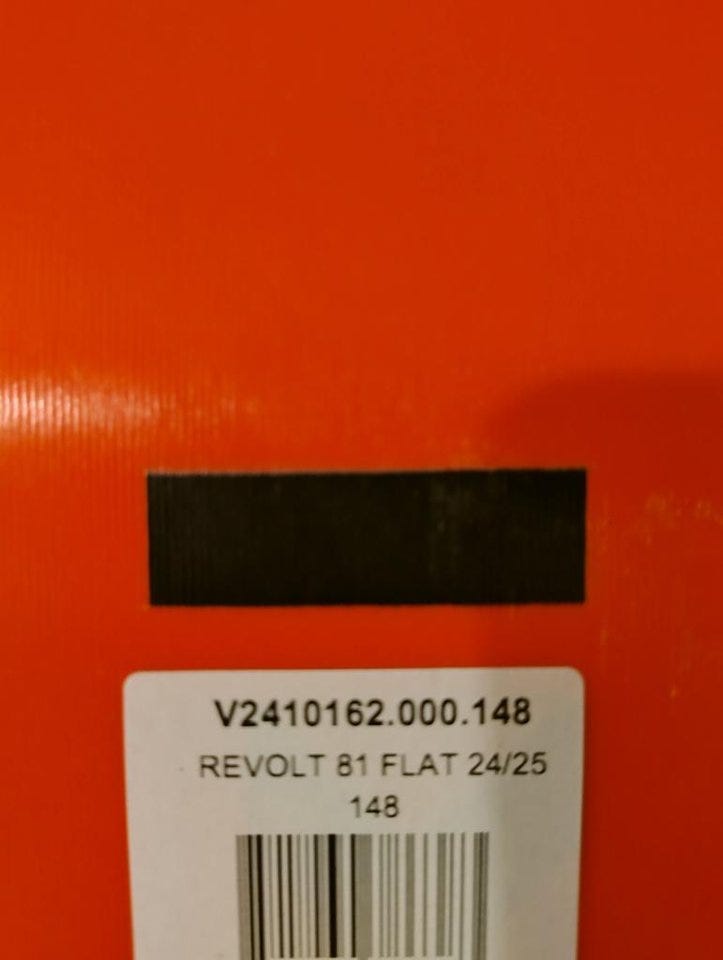 V2410162.000.148
REVOLT 81 FLAT 24/25
148